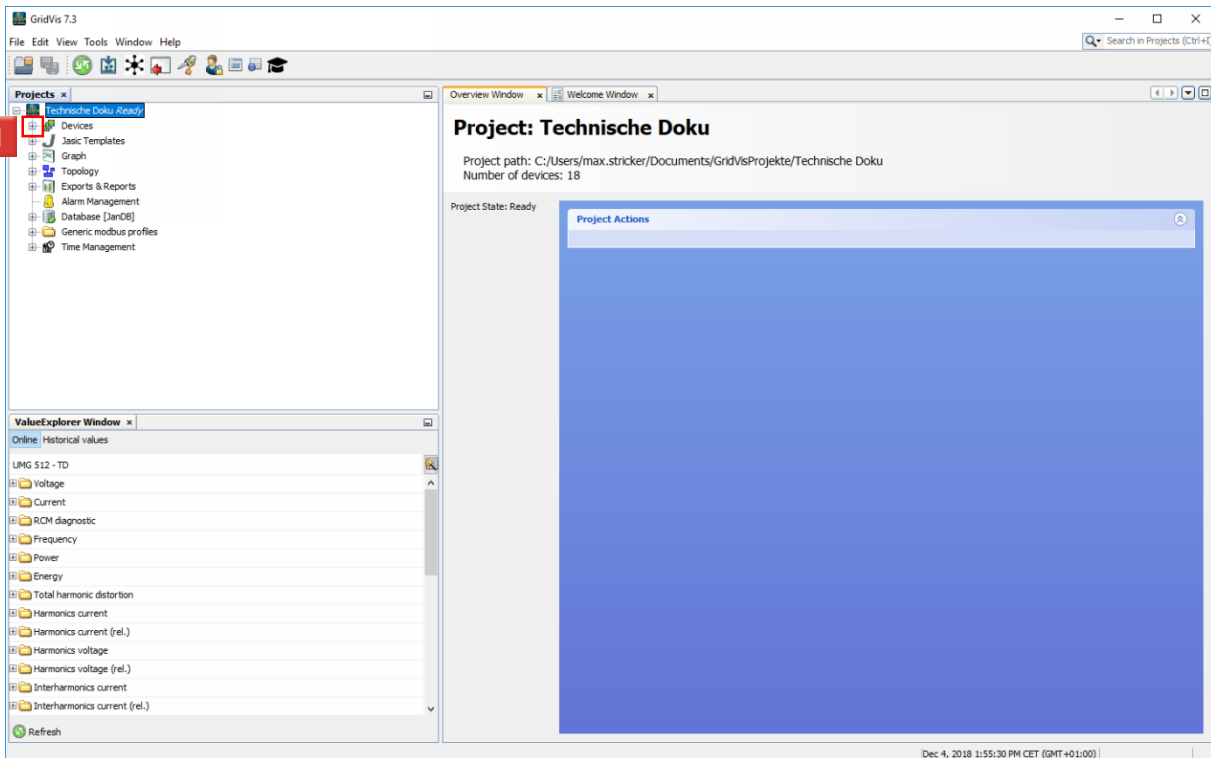 GridVis 7.3
File Edit View Tools Window Help
Search in Projects (Ctrl+I
Projects
Technische Doku Ready
Devices
Jasic Templates
Graph
Topology
Exports & Reports
Alarm Management
Database [JanDB]
Generic modbus profiles
Time Management
ValueExplorer Window
Online Historical values
UMG 512 - TD
Voltage
Current
RCM diagnostic
Frequency
Power
Energy
Total harmonic distortion
Harmonics current
Harmonics current (rel.)
Harmonics voltage
Harmonics voltage (rel.)
Interharmonics current
Interharmonics current (rel.)
Refresh
Overview Window Welcome Window
Project: Technische Doku
Project path: C:/Users/max.stricker/Documents/GridVisProjekte/Technische Doku
Number of devices: 18
Project State: Ready
Project Actions
Dec 4, 2018 1:55:30 PM CET (GMT+01:00)